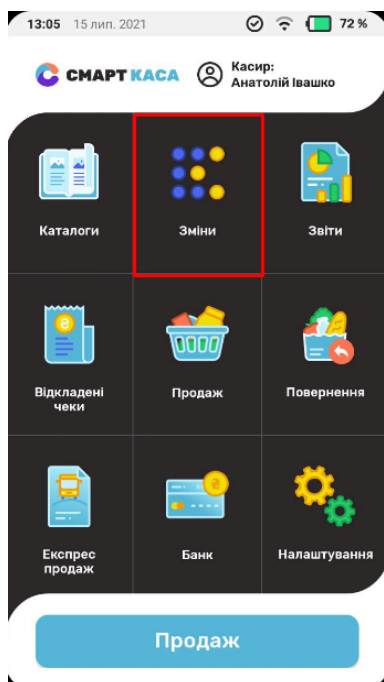 13:05 15 лип. 2021 72 %
СМАРТ КАСА
Касир:
Анатолій Івашко
Каталоги
Зміни
Звіти
Відкладені
чеки
Продаж
Повернення
Експрес
продаж
Банк
Налаштування
Продаж